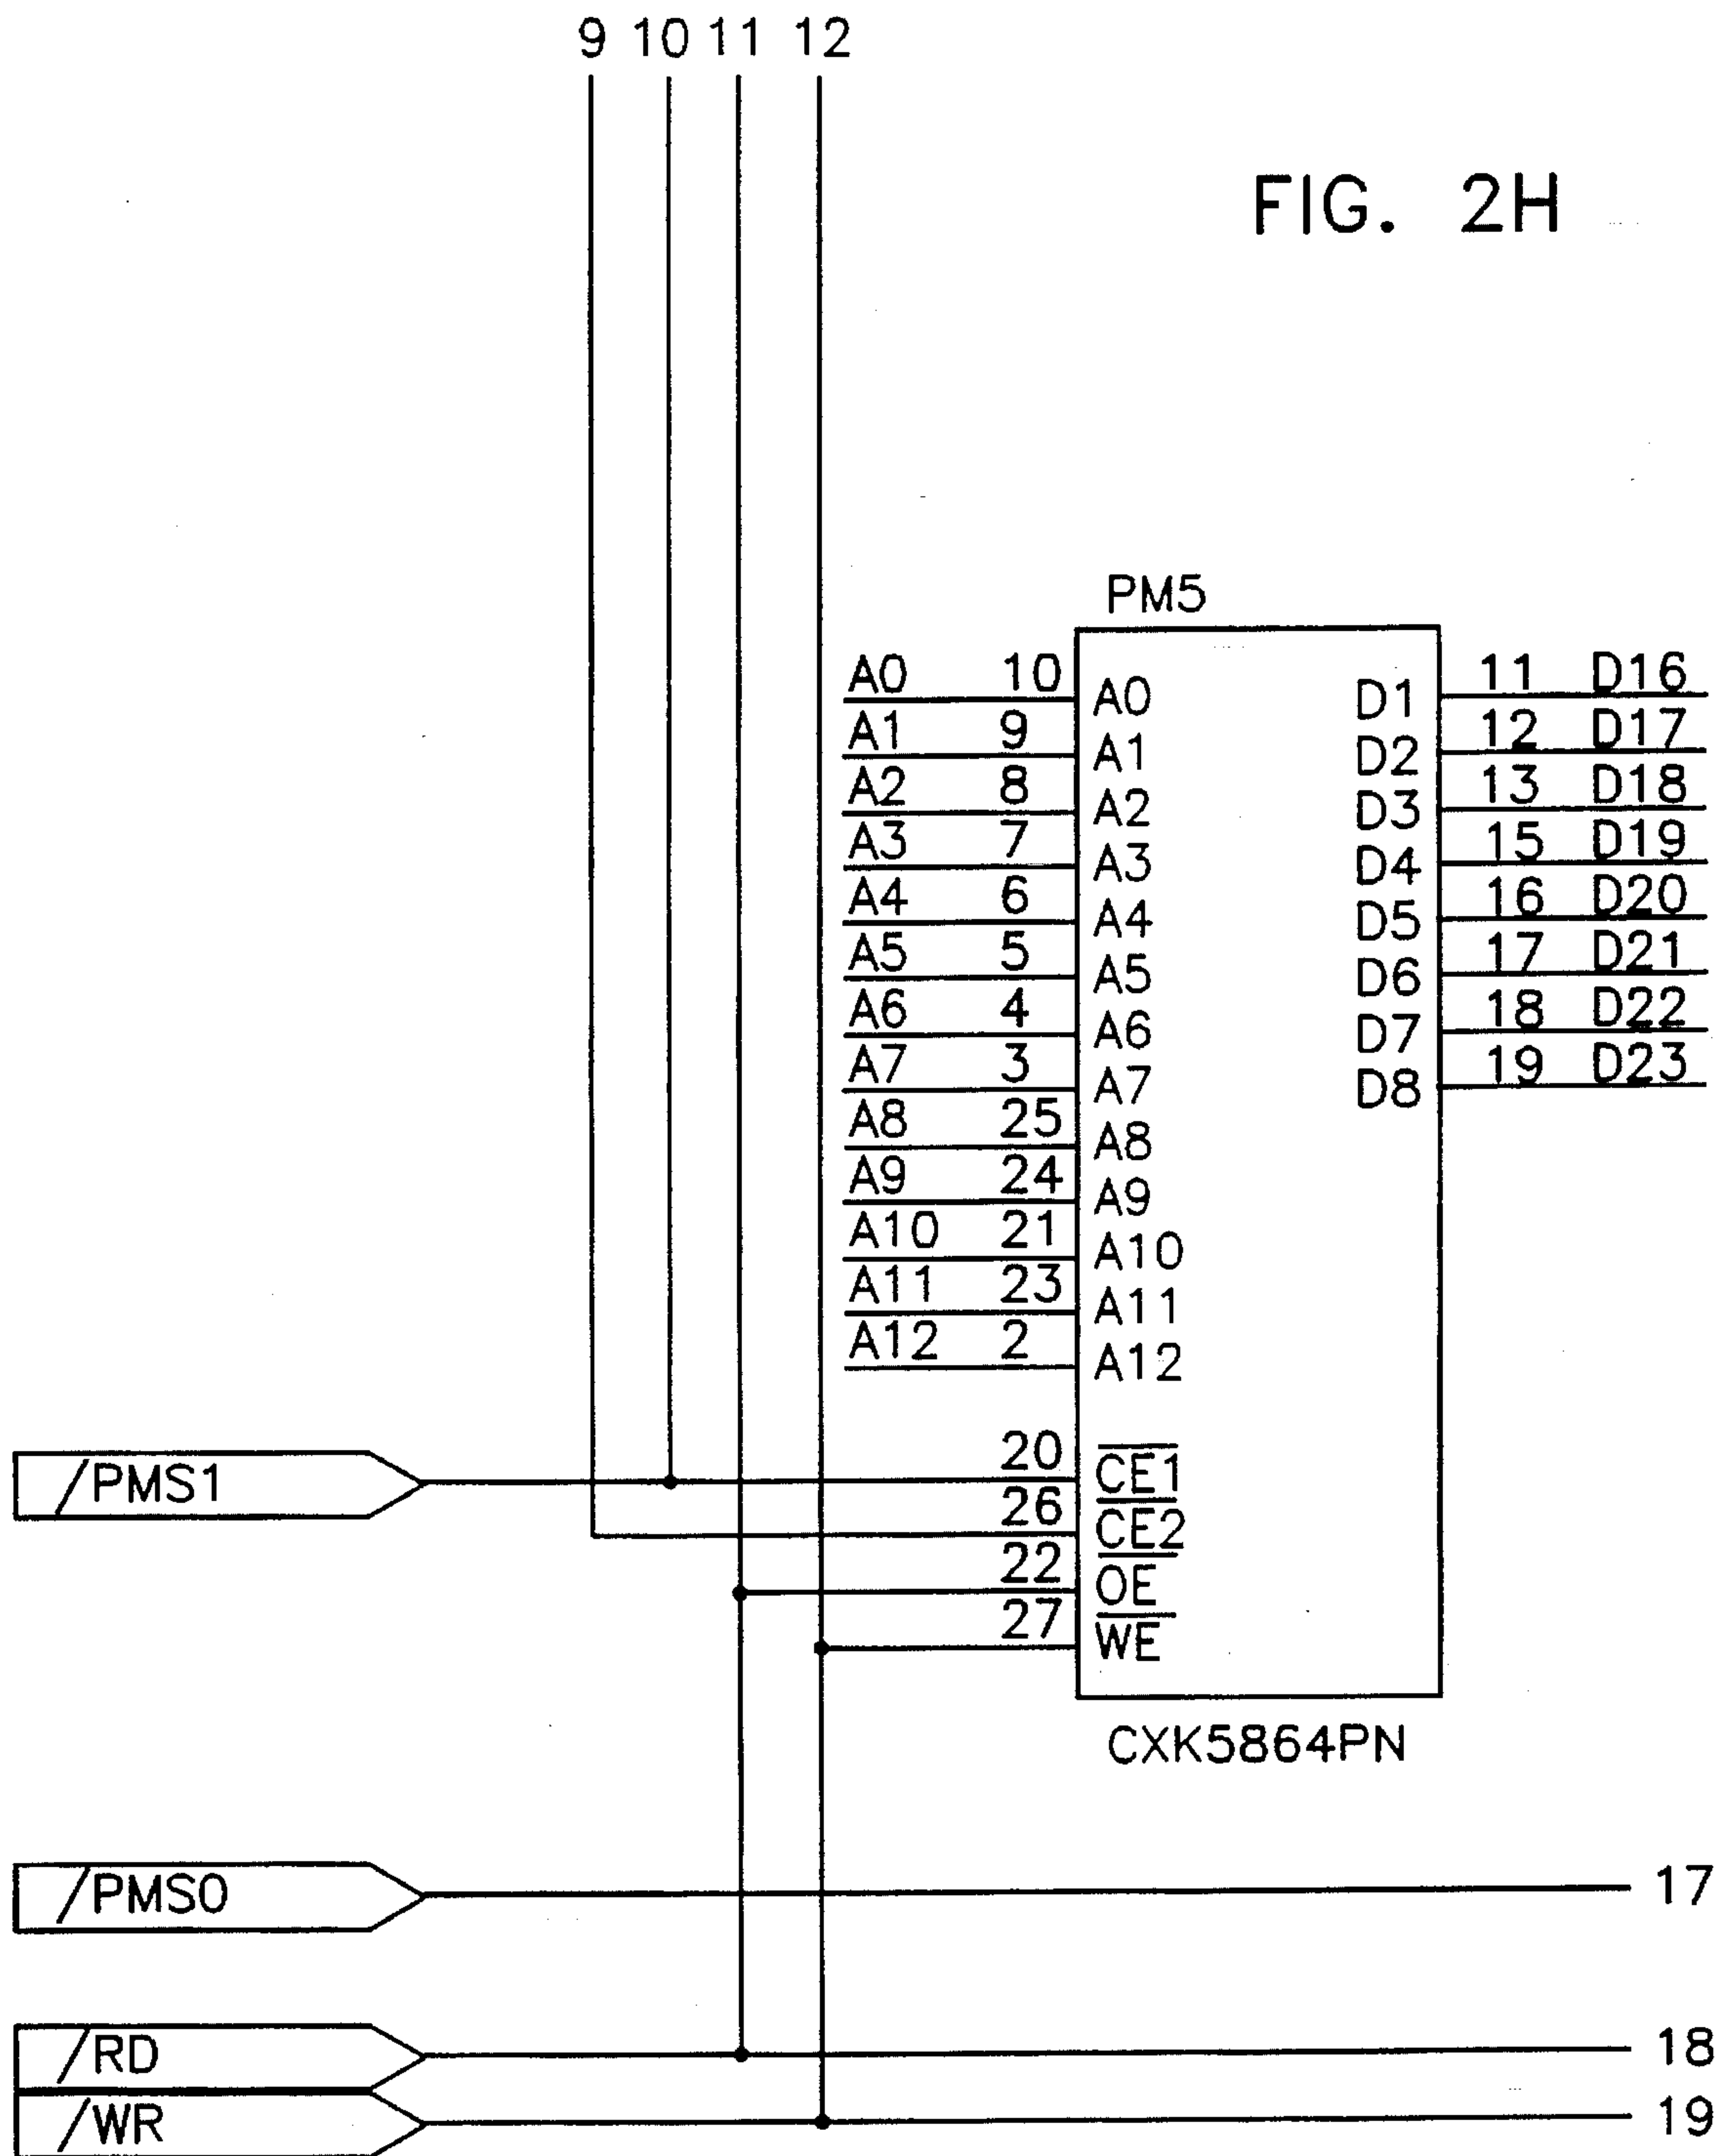 9 10 11 12
FIG. 2H
PM5
A0 10 A0 D1 11 D16
A1 9 A1 D2 12 D17
A2 8 A2 D3 13 D18
A3 7 A3 D4 15 D19
A4 6 A4 D5 16 D20
A5 5 A5 D6 17 D21
A6 4 A6 D7 18 D22
A7 3 A7 D8 19 D23
A8 25 A8
A9 24 A9
A10 21 A10
A11 23 A11
A12 2 A12
/PMS1 20 CE1
26 CE2
22 OE
27 WE
CXK5864PN
/PMS0 17
/RD 18
/WR 19